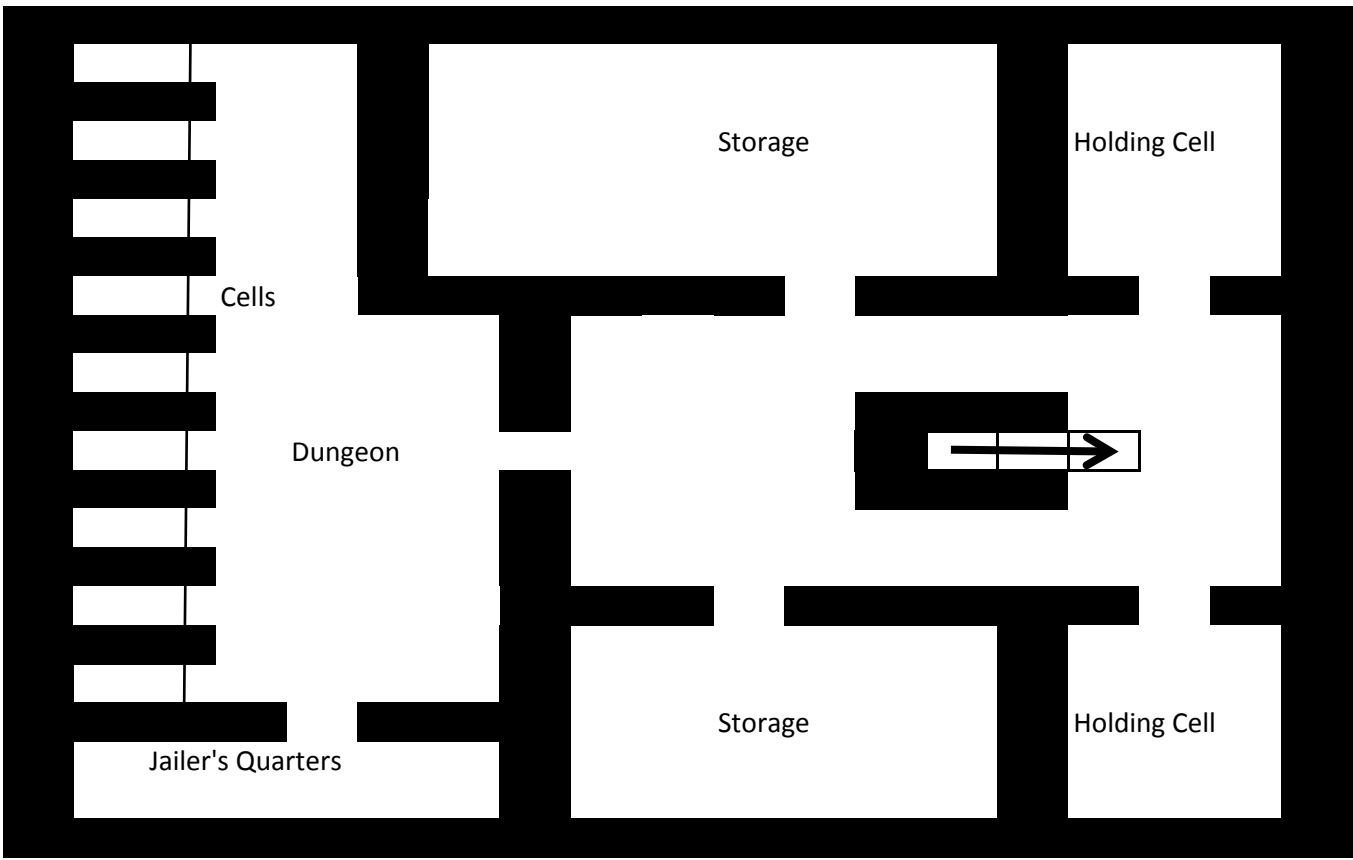 Storage
Holding Cell
Cells
Dungeon
Storage
Holding Cell
Jailer's Quarters